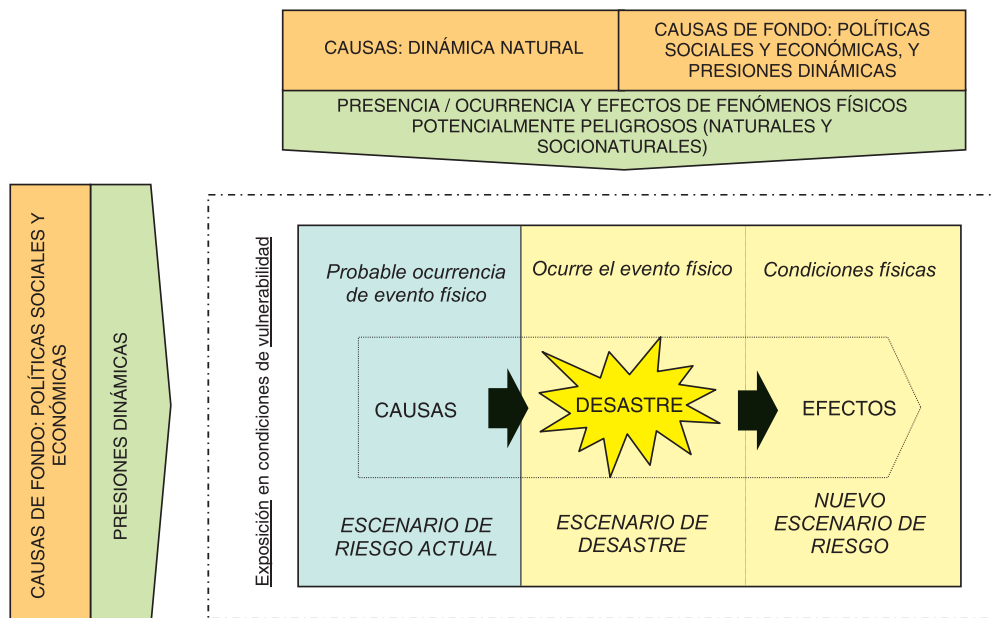 CAUSAS: DINÁMICA NATURAL
CAUSAS DE FONDO: POLÍTICAS
SOCIALES Y ECONÓMICAS, Y
PRESIONES DINÁMICAS
PRESENCIA / OCURRENCIA Y EFECTOS DE FENÓMENOS FÍSICOS
POTENCIALMENTE PELIGROSOS (NATURALES Y
SOCIONATURALES)
CAUSAS DE FONDO: POLÍTICAS SOCIALES Y
ECONÓMICAS
PRESIONES DINÁMICAS
Exposición en condiciones de vulnerabilidad
Probable ocurrencia
de evento físico
Ocurre el evento físico
Condiciones físicas
CAUSAS
DESASTRE
EFECTOS
ESCENARIO DE
RIESGO ACTUAL
ESCENARIO DE
DESASTRE
NUEVO
ESCENARIO DE
RIESGO